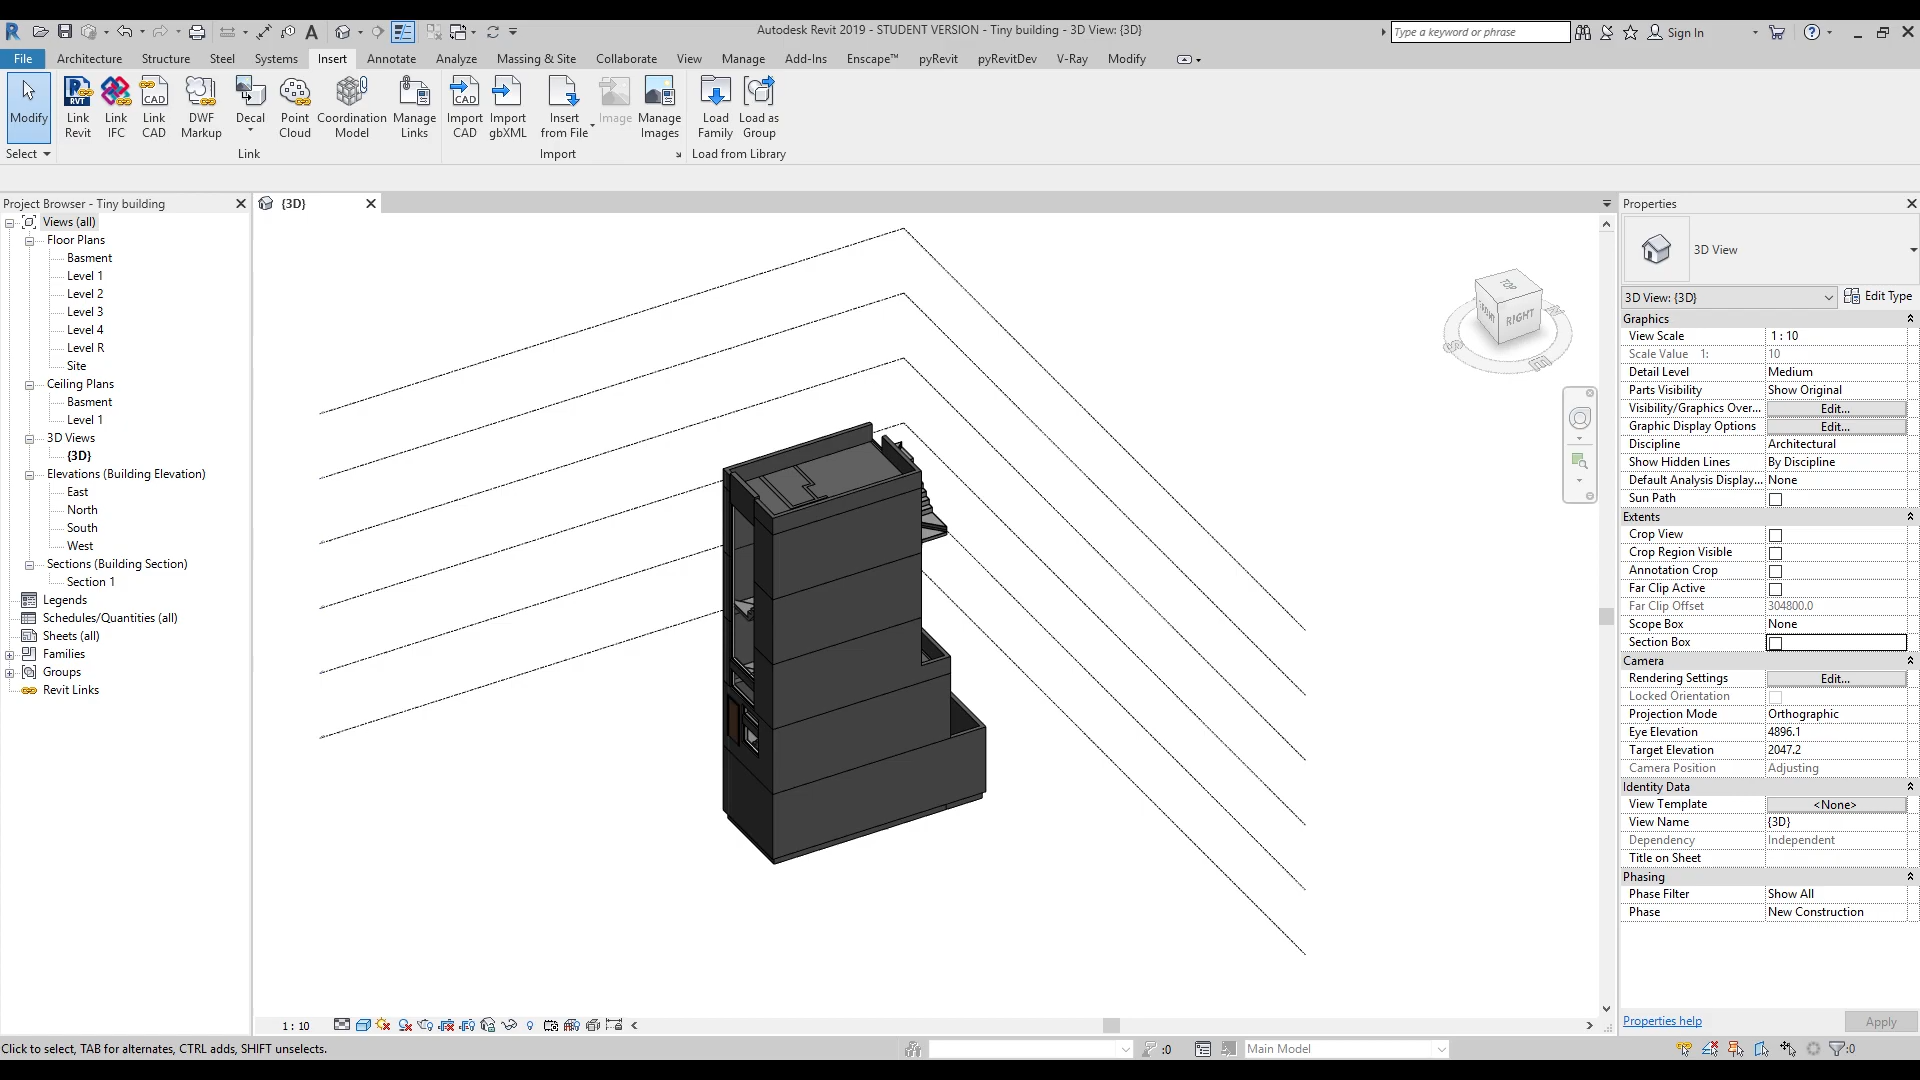 Autodesk Revit 2019 - STUDENT VERSION - Tiny building - 3D View: {3D}
Type a keyword or phrase
Sign In
File Architecture Structure Steel Systems Insert Annotate Analyze Massing & Site Collaborate View Manage Add-Ins Enscape™ pyRevit pyRevitDev V-Ray Modify
Modify
Link Revit
Link IFC
Link CAD
DWF Markup
Decal
Point Cloud
Coordination Model
Manage Links
Import CAD
Import gbXML
Insert from File
Image
Manage Images
Load Family
Load as Group
Select
Link
Import
Load from Library
Project Browser - Tiny building
Views (all)
Floor Plans
Basment
Level 1
Level 2
Level 3
Level 4
Level R
Site
Ceiling Plans
Basment
Level 1
3D Views
{3D}
Elevations (Building Elevation)
East
North
South
West
Sections (Building Section)
Section 1
Legends
Schedules/Quantities (all)
Sheets (all)
Families
Groups
Revit Links
{3D}
TOP
FRONT
RIGHT
Properties
3D View
3D View: {3D} Edit Type
Graphics
View Scale 1 : 10
Scale Value 1: 10
Detail Level Medium
Parts Visibility Show Original
Visibility/Graphics Over... Edit...
Graphic Display Options Edit...
Discipline Architectural
Show Hidden Lines By Discipline
Default Analysis Display... None
Sun Path
Extents
Crop View
Crop Region Visible
Annotation Crop
Far Clip Active
Far Clip Offset 304800.0
Scope Box None
Section Box
Camera
Rendering Settings Edit...
Locked Orientation
Projection Mode Orthographic
Eye Elevation 4896.1
Target Elevation 2047.2
Camera Position Adjusting
Identity Data
View Template <None>
View Name {3D}
Dependency Independent
Title on Sheet
Phasing
Phase Filter Show All
Phase New Construction
Properties help Apply
1 : 10
Click to select, TAB for alternates, CTRL adds, SHIFT unselects.
:0
Main Model
:0